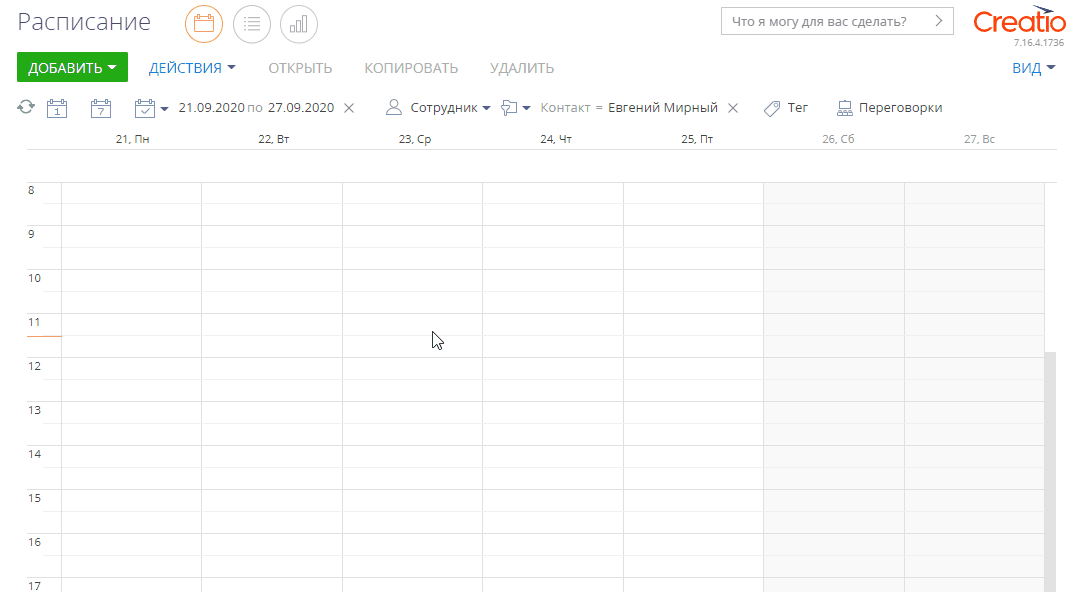 Расписание
Что я могу для вас сделать?
Creatio
7.16.4.1736
ДОБАВИТЬ ДЕЙСТВИЯ ОТКРЫТЬ КОПИРОВАТЬ УДАЛИТЬ ВИД
1 7 21.09.2020 по 27.09.2020 Сотрудник Контакт = Евгений Мирный Тег Переговорки
21, Пн 22, Вт 23, Ср 24, Чт 25, Пт 26, Сб 27, Вс
8
9
10
11
12
13
14
15
16
17